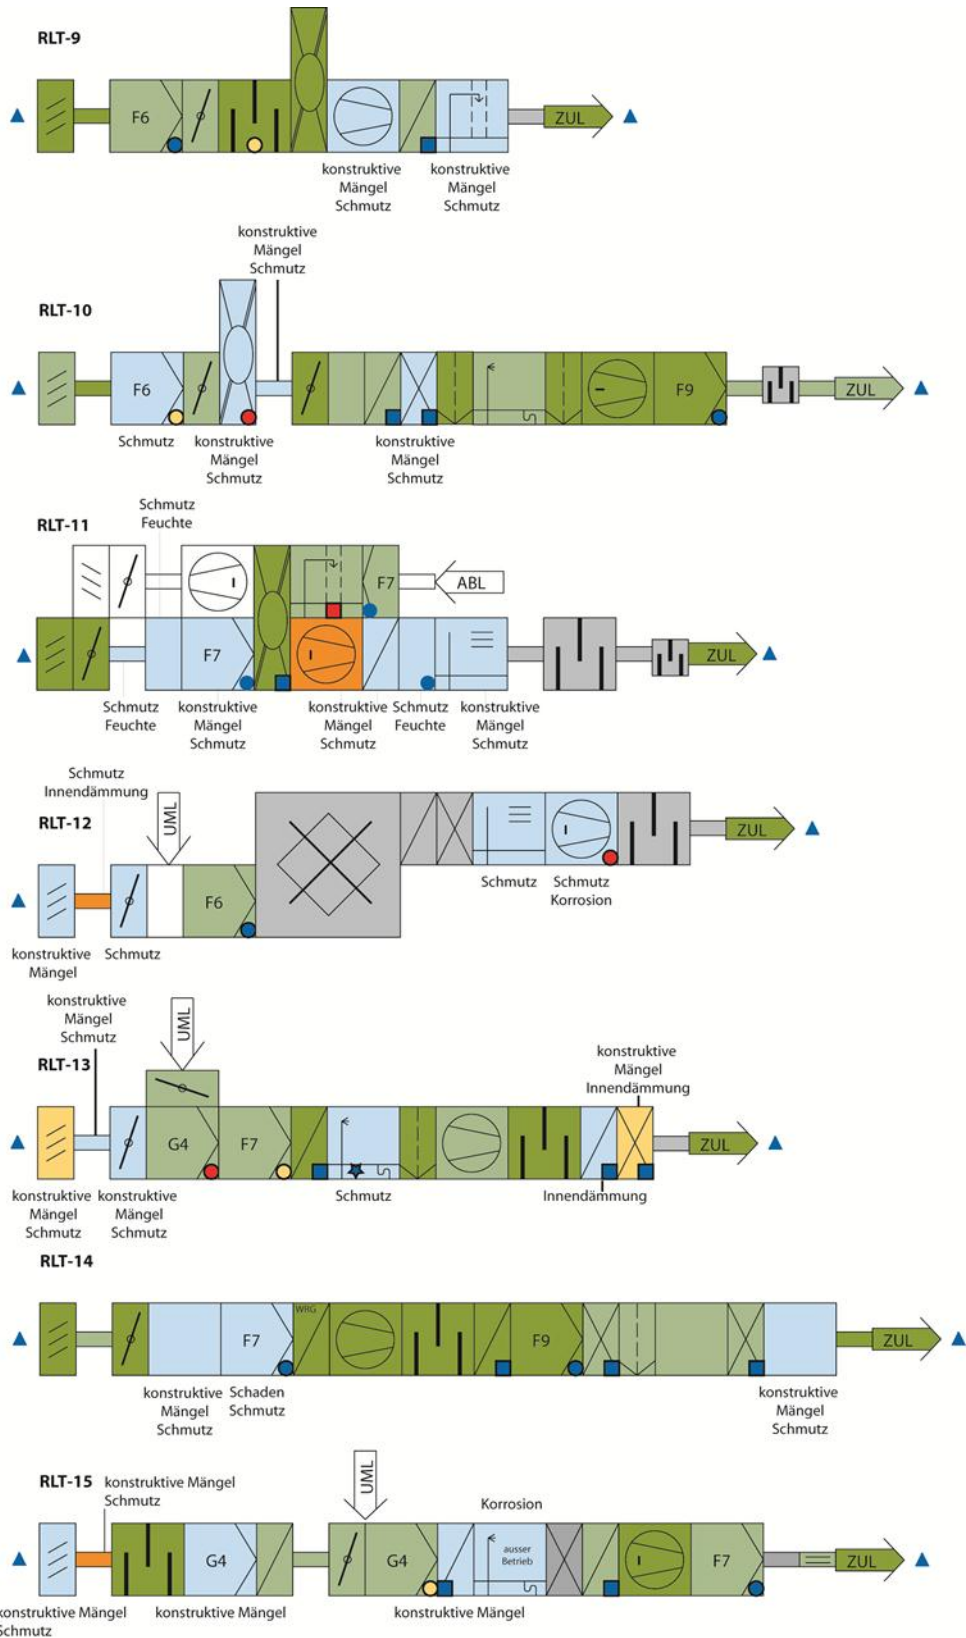 RLT-9
F6
ZUL
konstruktive
Mängel
Schmutz
konstruktive
Mängel
Schmutz
konstruktive
Mängel
Schmutz
RLT-10
F6
F9
ZUL
Schmutz
konstruktive
Mängel
Schmutz
konstruktive
Mängel
Schmutz
Schmutz
Feuchte
RLT-11
F7
ABL
F7
ZUL
Schmutz
Feuchte
konstruktive
Mängel
Schmutz
konstruktive
Mängel
Schmutz
Schmutz
Feuchte
konstruktive
Mängel
Schmutz
Schmutz
Innendämmung
UML
RLT-12
ZUL
F6
Schmutz
Schmutz
Korrosion
konstruktive
Mängel
Schmutz
konstruktive
Mängel
Schmutz
UML
RLT-13
konstruktive
Mängel
Innendämmung
G4
F7
ZUL
konstruktive
Mängel
Schmutz
konstruktive
Mängel
Schmutz
Schmutz
Innendämmung
RLT-14
WRG
F7
F9
ZUL
konstruktive
Mängel
Schmutz
Schaden
Schmutz
konstruktive
Mängel
Schmutz
RLT-15
konstruktive Mängel
Schmutz
UML
Korrosion
G4
G4
ausser
Betrieb
F7
ZUL
konstruktive Mängel
Schmutz
konstruktive Mängel
konstruktive Mängel